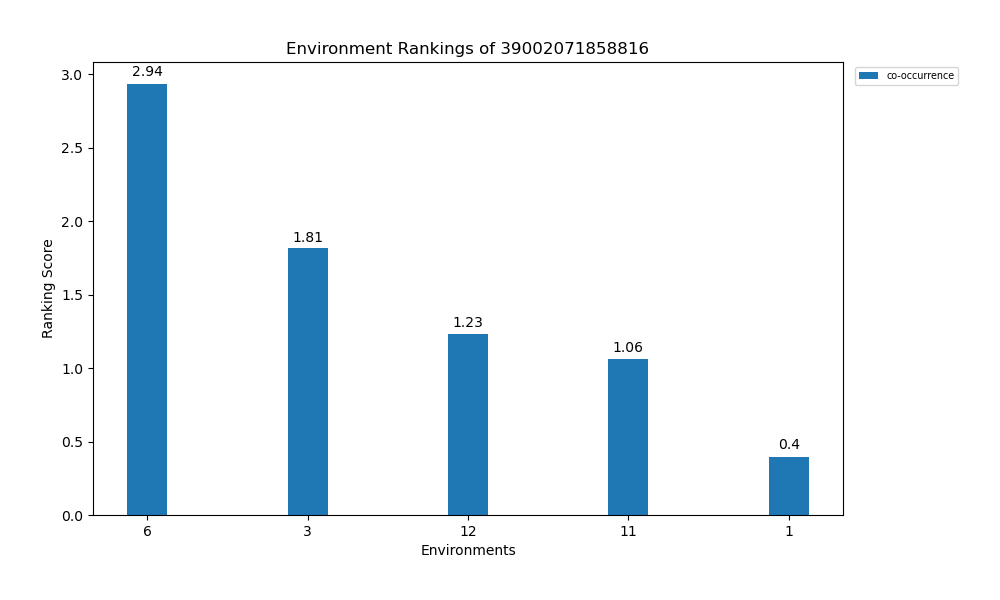 Environment Rankings of 39002071858816
co-occurrence
Ranking Score
3.0
2.5
2.0
1.5
1.0
0.5
0.0
2.94
1.81
1.23
1.06
0.4
6 3 12 11 1
Environments